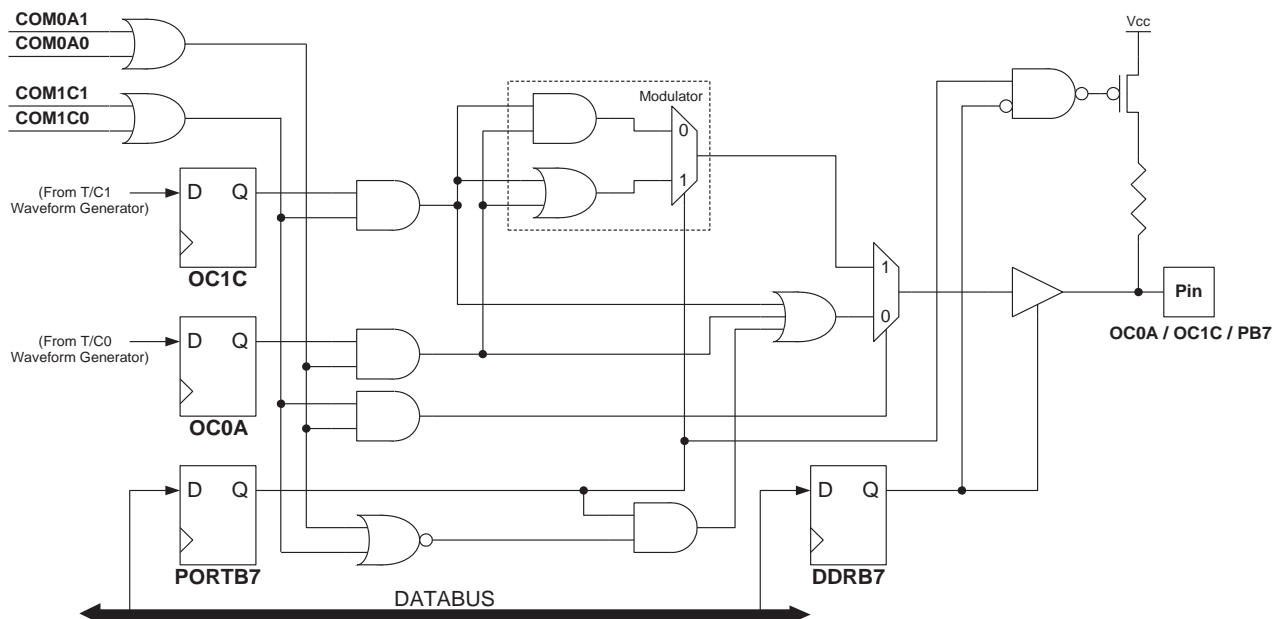 COM0A1
COM0A0
Vcc
COM1C1
COM1C0
Modulator
0
1
(From T/C1
Waveform Generator)
D Q
OC1C
1
0
Pin
OC0A / OC1C / PB7
(From T/C0
Waveform Generator)
D Q
OC0A
D Q
PORTB7
D Q
DDRB7
DATABUS